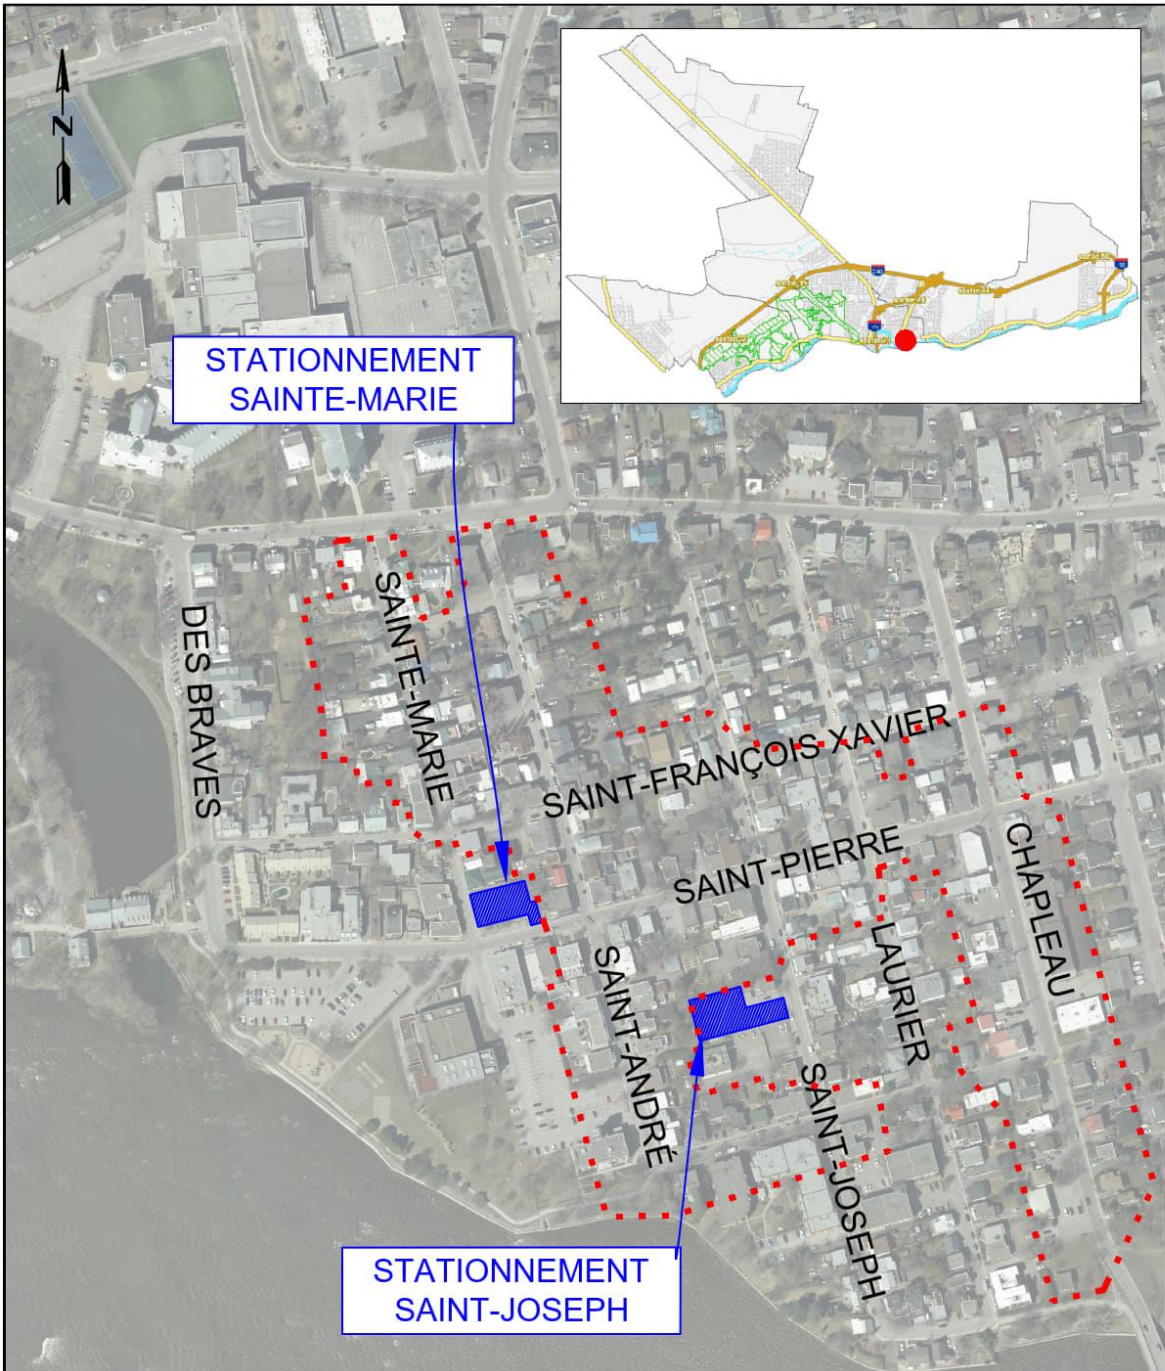 N
STATIONNEMENT
SAINTE-MARIE
DES BRAVES
SAINTE-MARIE
SAINT-FRANÇOIS XAVIER
SAINT-PIERRE
CHAPLEAU
LAURIER
SAINT-ANDRÉ
SAINT-JOSEPH
STATIONNEMENT
SAINT-JOSEPH